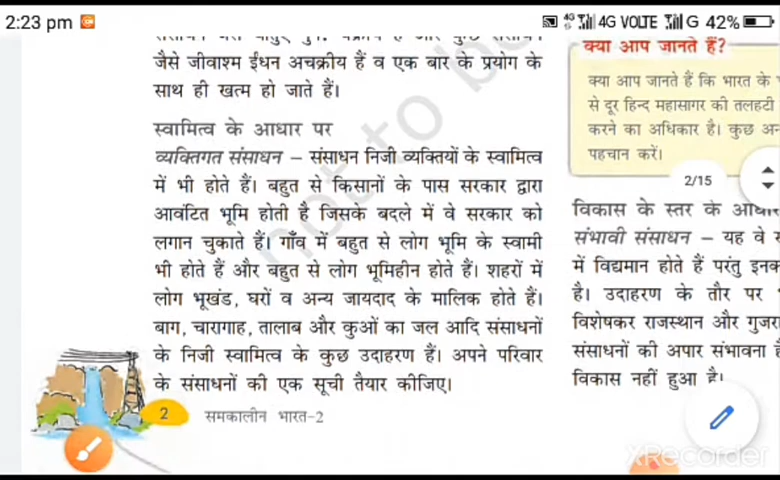 2:23 pm
4G 4G VOLTE G 42%
जैसे जीवाश्म ईंधन अचक्रीय हैं व एक बार के प्रयोग के
साथ ही खत्म हो जाते हैं।
स्वामित्व के आधार पर
व्यक्तिगत संसाधन – संसाधन निजी व्यक्तियों के स्वामित्व
में भी होते हैं। बहुत से किसानों के पास सरकार द्वारा
आवंटित भूमि होती है जिसके बदले में वे सरकार को
लगान चुकाते हैं। गाँव में बहुत से लोग भूमि के स्वामी
भी होते हैं और बहुत से लोग भूमिहीन होते हैं। शहरों में
लोग भूखंड, घरों व अन्य जायदाद के मालिक होते हैं।
बाग, चारागाह, तालाब और कुओं का जल आदि संसाधनों
के निजी स्वामित्व के कुछ उदाहरण हैं। अपने परिवार
के संसाधनों की एक सूची तैयार कीजिए।
2 समकालीन भारत-2
क्या आप जानते हैं?
क्या आप जानते हैं कि भारत के
से दूर हिन्द महासागर की तलहटी
करने का अधिकार है। कुछ अन
पहचान करें।
2/15
विकास के स्तर के आधार
संभावी संसाधन – यह वे
में विद्यमान होते हैं परंतु इनक
है। उदाहरण के तौर पर
विशेषकर राजस्थान और गुजरा
संसाधनों की अपार संभावना है
विकास नहीं हुआ है।
not to be
XRecorder